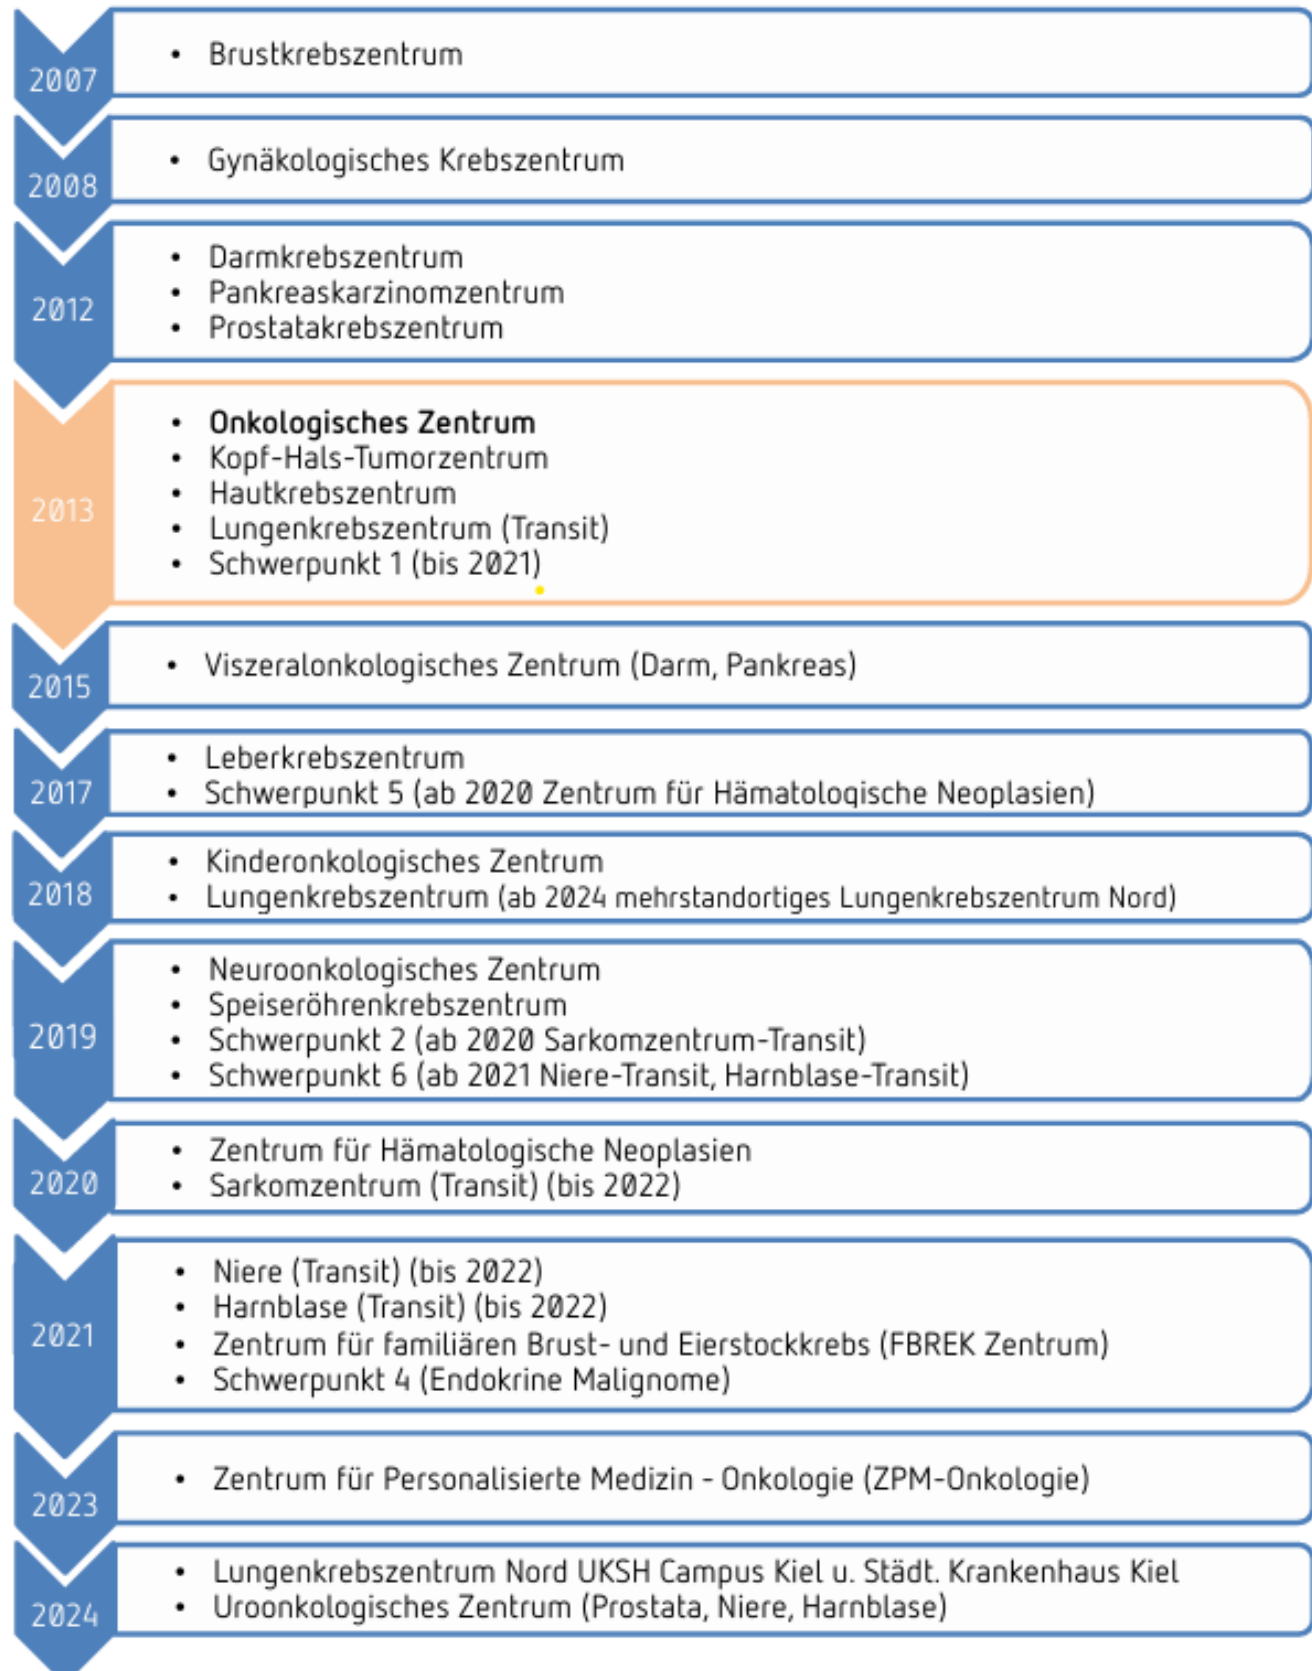 2007
• Brustkrebszentrum
2008
• Gynäkologisches Krebszentrum
2012
• Darmkrebszentrum
• Pankreaskarzinomzentrum
• Prostatakrebszentrum
2013
• Onkologisches Zentrum
• Kopf-Hals-Tumorzentrum
• Hautkrebszentrum
• Lungenkrebszentrum (Transit)
• Schwerpunkt 1 (bis 2021)
2015
• Viszeralonkologisches Zentrum (Darm, Pankreas)
2017
• Leberkrebszentrum
• Schwerpunkt 5 (ab 2020 Zentrum für Hämatologische Neoplasien)
2018
• Kinderonkologisches Zentrum
• Lungenkrebszentrum (ab 2024 mehrstandortiges Lungenkrebszentrum Nord)
2019
• Neuroonkologisches Zentrum
• Speiseröhrenkrebszentrum
• Schwerpunkt 2 (ab 2020 Sarkomzentrum-Transit)
• Schwerpunkt 6 (ab 2021 Niere-Transit, Harnblase-Transit)
2020
• Zentrum für Hämatologische Neoplasien
• Sarkomzentrum (Transit) (bis 2022)
2021
• Niere (Transit) (bis 2022)
• Harnblase (Transit) (bis 2022)
• Zentrum für familiären Brust- und Eierstockkrebs (FBREK Zentrum)
• Schwerpunkt 4 (Endokrine Malignome)
2023
• Zentrum für Personalisierte Medizin - Onkologie (ZPM-Onkologie)
2024
• Lungenkrebszentrum Nord UKSH Campus Kiel u. Städt. Krankenhaus Kiel
• Uroonkologisches Zentrum (Prostata, Niere, Harnblase)